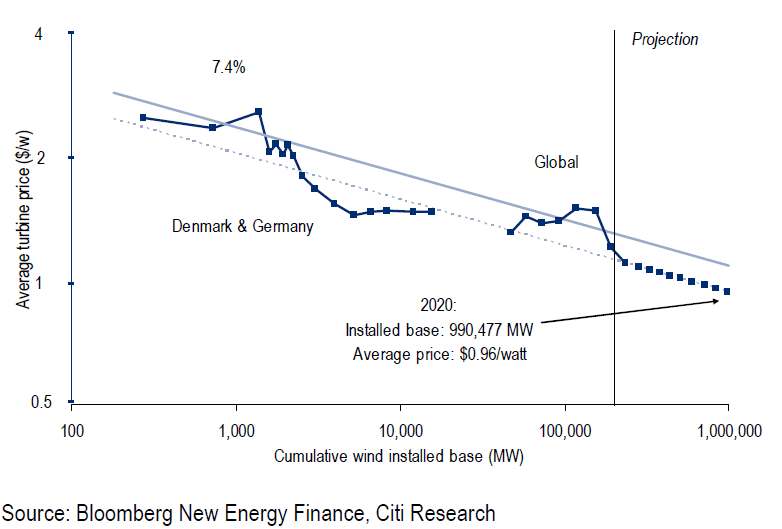 4
Projection
7.4%
2
Global
Denmark & Germany
Average turbine price ($/w)
1
2020:
Installed base: 990,477 MW
Average price: $0.96/watt
0.5
100
1,000
10,000
100,000
1,000,000
Cumulative wind installed base (MW)
Source: Bloomberg New Energy Finance, Citi Research